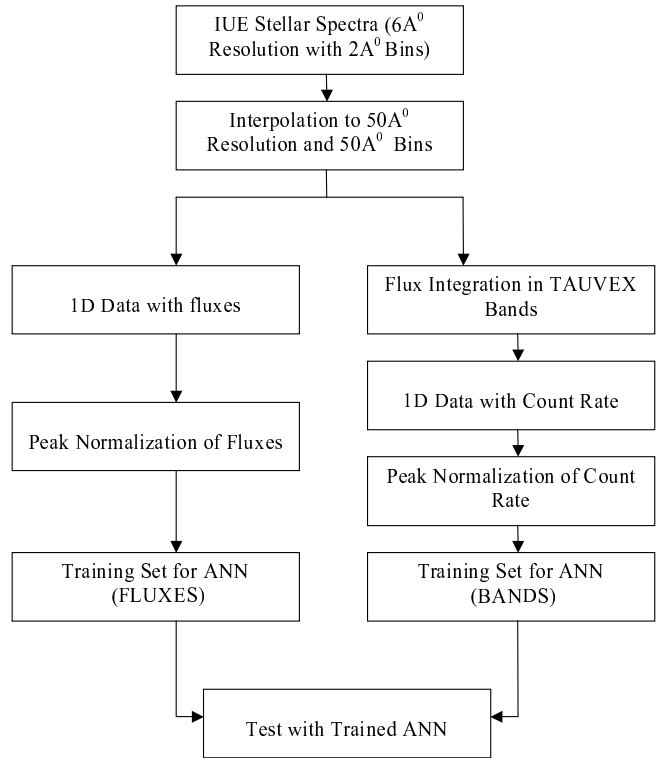 IUE Stellar Spectra (6A⁰
Resolution with 2A⁰ Bins)
Interpolation to 50A⁰
Resolution and 50A⁰ Bins
1D Data with fluxes
Flux Integration in TAUVEX
Bands
1D Data with Count Rate
Peak Normalization of Fluxes
Peak Normalization of Count
Rate
Training Set for ANN
(FLUXES)
Training Set for ANN
(BANDS)
Test with Trained ANN